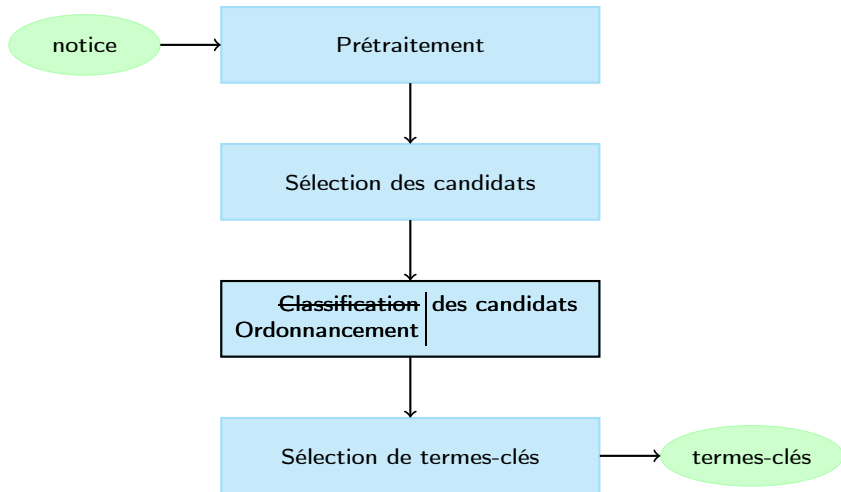 notice
Prétraitement
Sélection des candidats
Classification des candidats
Ordonnancement
Sélection de termes-clés
termes-clés